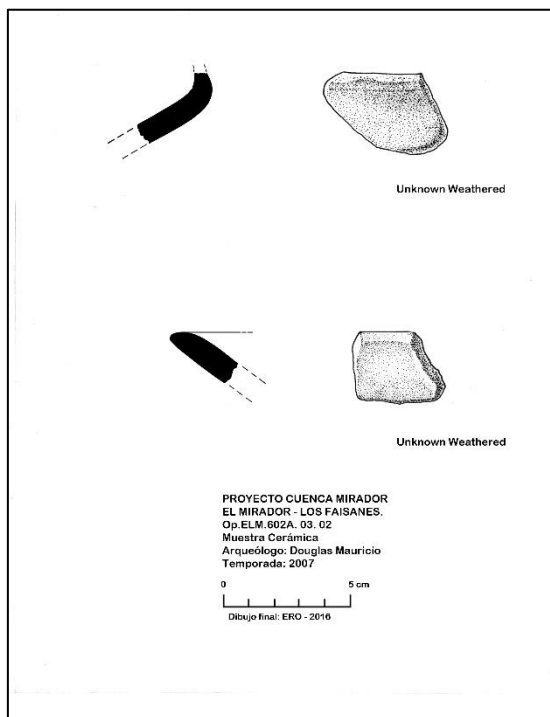 Unknown Weathered
Unknown Weathered
PROYECTO CUENCA MIRADOR
EL MIRADOR - LOS FAISANES.
Op.ELM.602A. 03. 02
Muestra Cerámica
Arqueólogo: Douglas Mauricio
Temporada: 2007
0 5 cm
Dibujo final: ERO - 2016